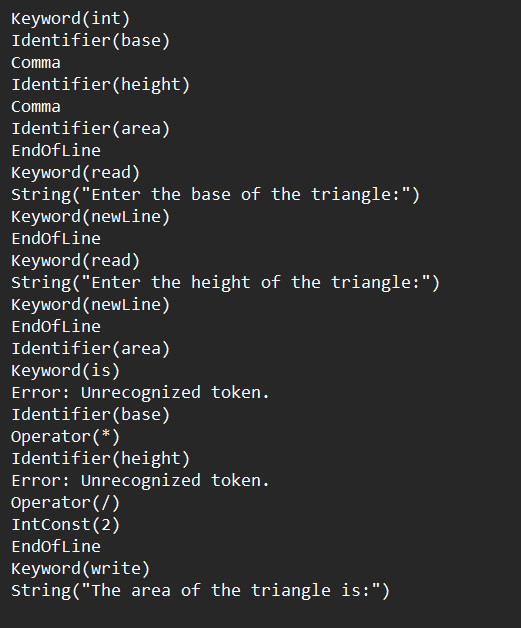 Keyword(int)
Identifier(base)
Comma
Identifier(height)
Comma
Identifier(area)
EndOfLine
Keyword(read)
String("Enter the base of the triangle:")
Keyword(newLine)
EndOfLine
Keyword(read)
String("Enter the height of the triangle:")
Keyword(newLine)
EndOfLine
Identifier(area)
Keyword(is)
Error: Unrecognized token.
Identifier(base)
Operator(*)
Identifier(height)
Error: Unrecognized token.
Operator(/)
IntConst(2)
EndOfLine
Keyword(write)
String("The area of the triangle is:")